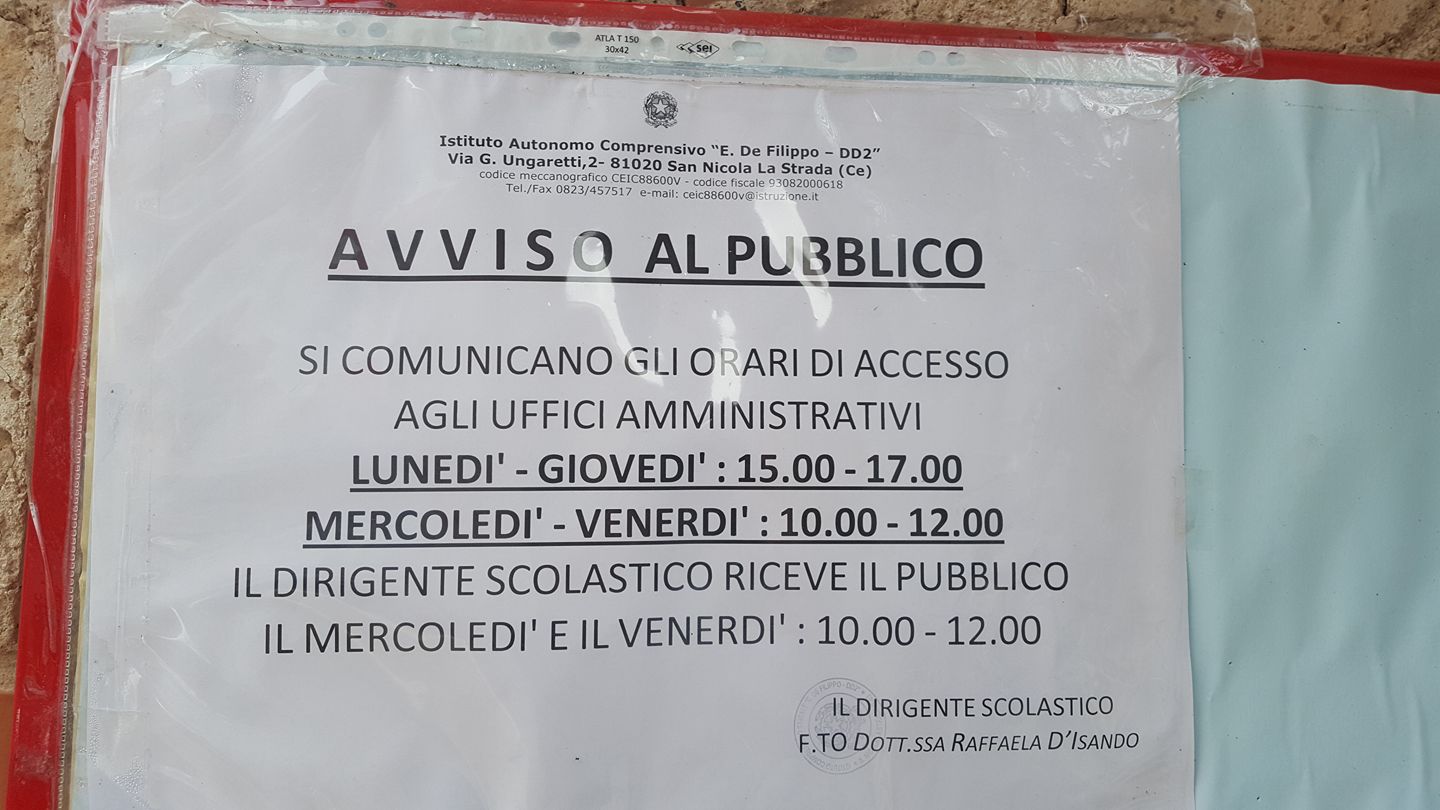 ATLA T 150
30x42
sei
Istituto Autonomo Comprensivo “E. De Filippo – DD2”
Via G. Ungaretti,2- 81020 San Nicola La Strada (Ce)
codice meccanografico CEIC88600V - codice fiscale 93082000618
Tel./Fax 0823/457517 e-mail: ceic88600v@istruzione.it
A V V I S O AL PUBBLICO
SI COMUNICANO GLI ORARI DI ACCESSO
AGLI UFFICI AMMINISTRATIVI
LUNEDI' - GIOVEDI' : 15.00 - 17.00
MERCOLEDI' - VENERDI' : 10.00 - 12.00
IL DIRIGENTE SCOLASTICO RICEVE IL PUBBLICO
IL MERCOLEDI' E IL VENERDI' : 10.00 - 12.00
IL DIRIGENTE SCOLASTICO
F.TO DOTT.SSA RAFFAELA D’ISANDO